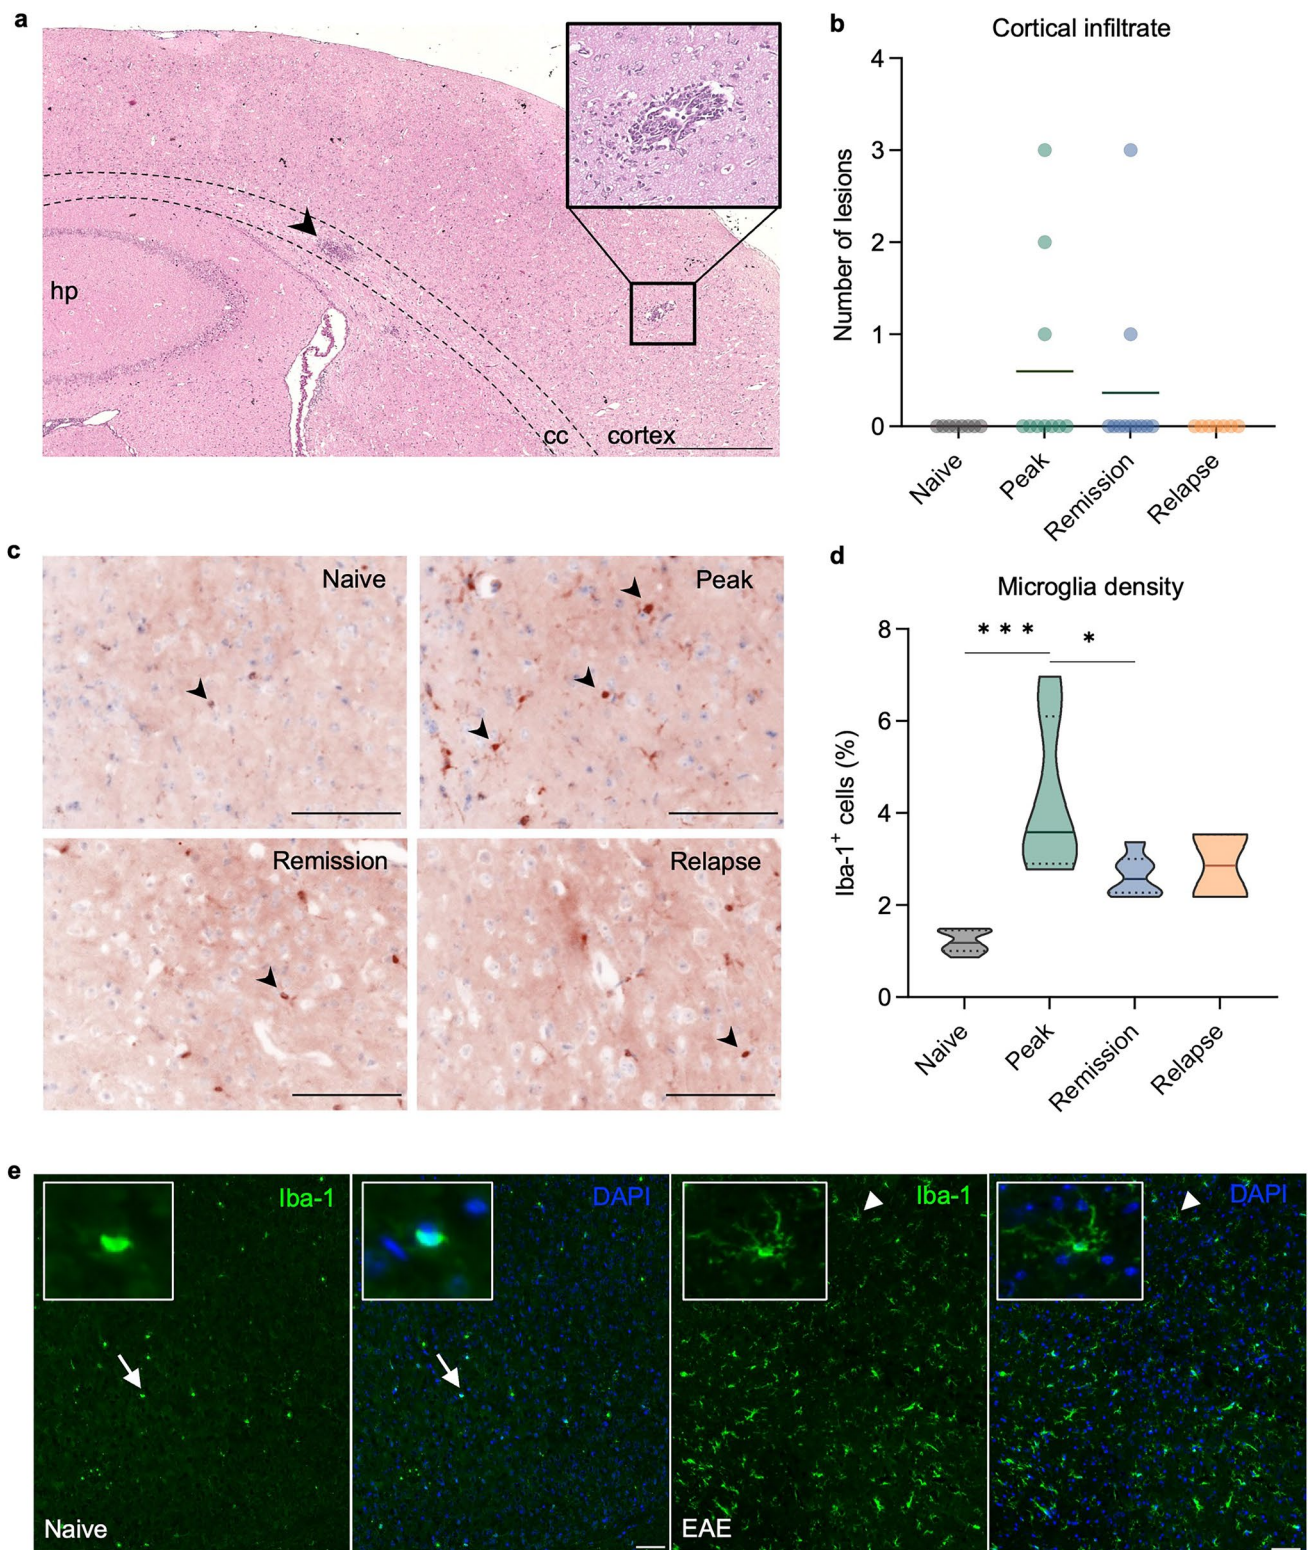 a
hp
cc
cortex
b
Cortical infiltrate
Number of lesions
4
3
2
1
0
Naive
Peak
Remission
Relapse
c
Naive
Peak
Remission
Relapse
d
Microglia density
Iba-1+ cells (%)
8
6
4
2
0
* * *
*
Naive
Peak
Remission
Relapse
e
Iba-1
DAPI
Iba-1
DAPI
Naive
EAE